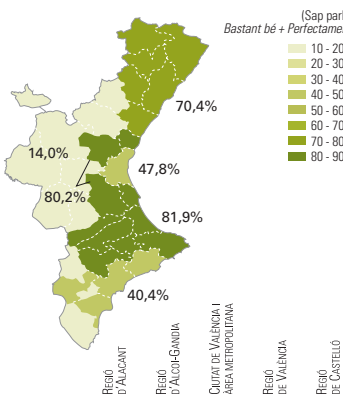 (Sap parl
Bastant bé + Perfectamen
10 - 20
20 - 30
30 - 40
40 - 50
50 - 60
60 - 70
70 - 80
80 - 90
70,4%
14,0%
47,8%
80,2%
81,9%
40,4%
REGIÓ
D'ALACANT
REGIÓ
D'ALCOI-GANDIA
CIUTAT DE VALÈNCIA I
ÀREA METROPOLITANA
REGIÓ
DE VALÈNCIA
REGIÓ
DE CASTELLÓ